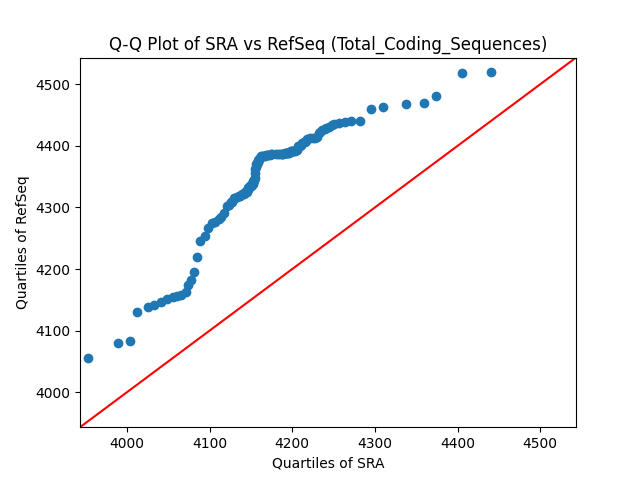 Q-Q Plot of SRA vs RefSeq (Total_Coding_Sequences)
Quartiles of RefSeq
4500
4400
4300
4200
4100
4000
4000 4100 4200 4300 4400 4500
Quartiles of SRA